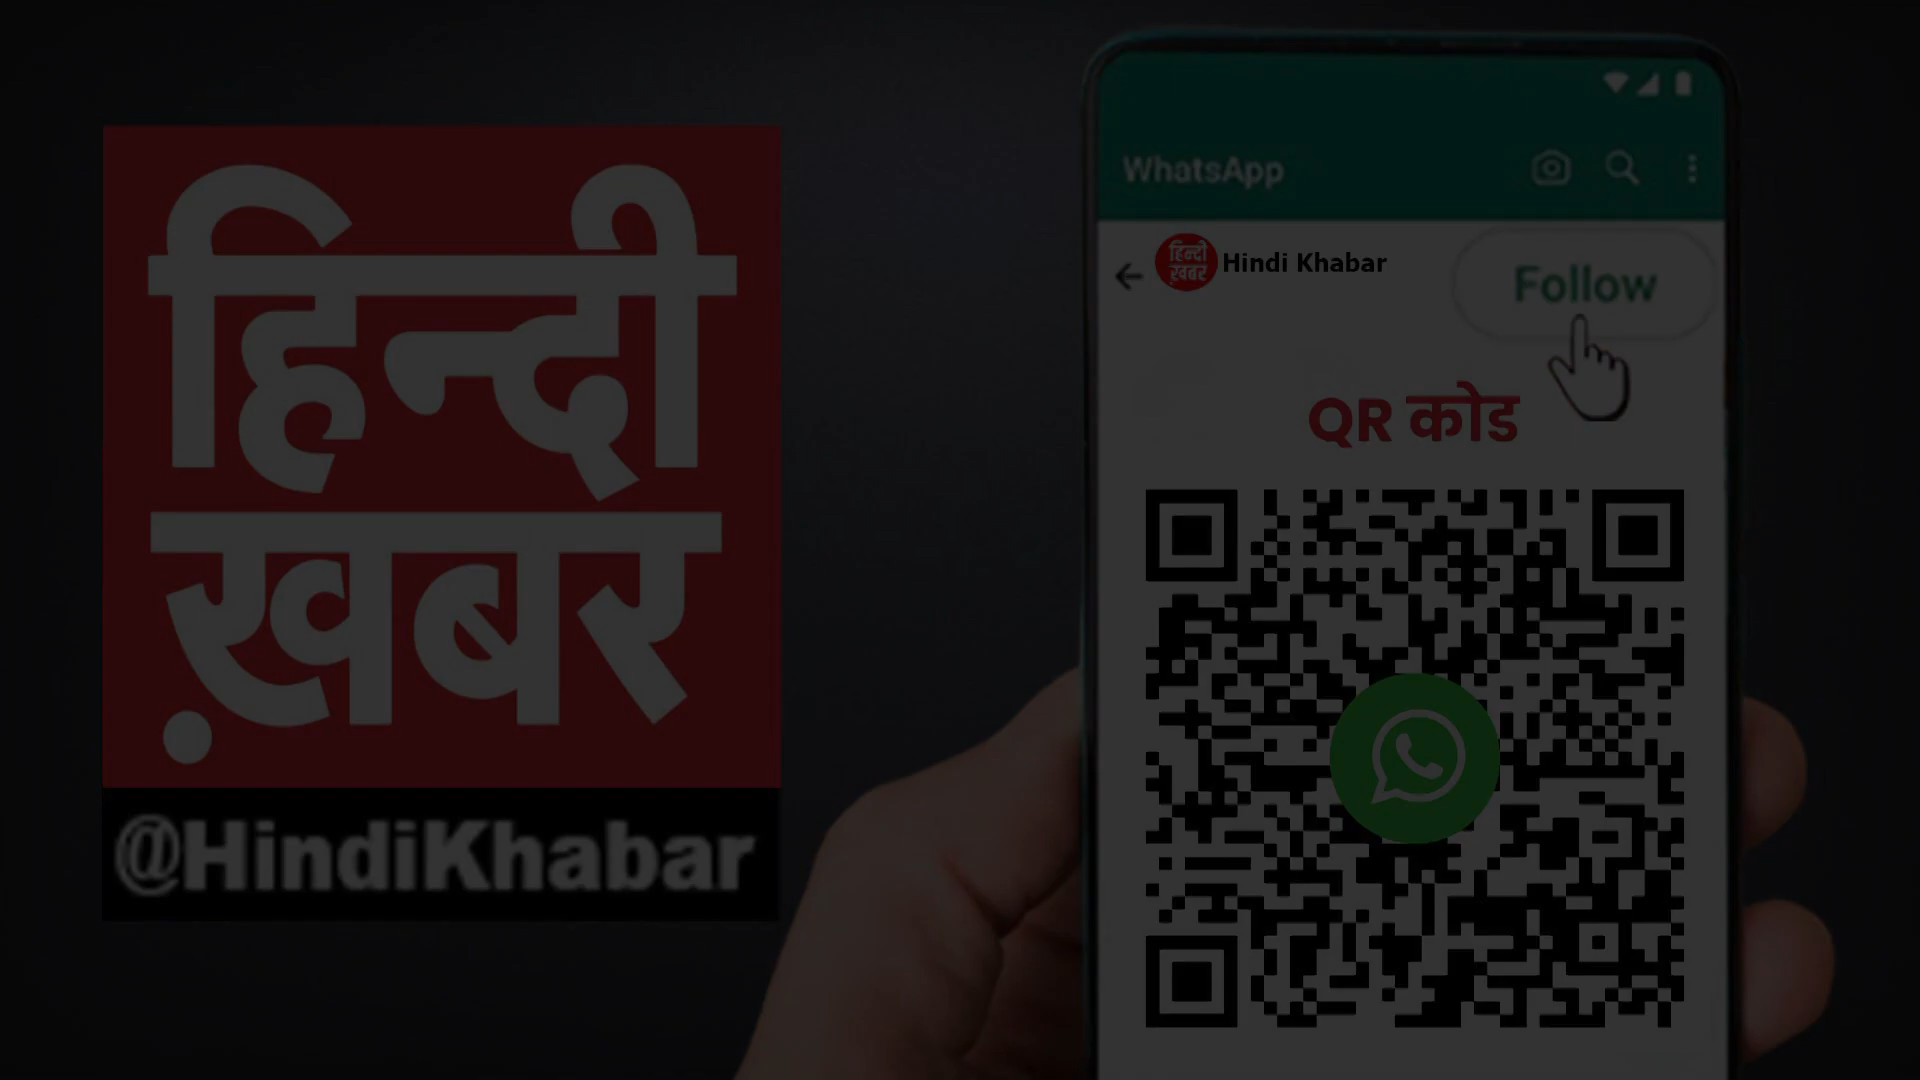 हिन्दी
ख़बर
@HindiKhabar
WhatsApp
हिन्दी
ख़बर
Hindi Khabar
Follow
QR कोड